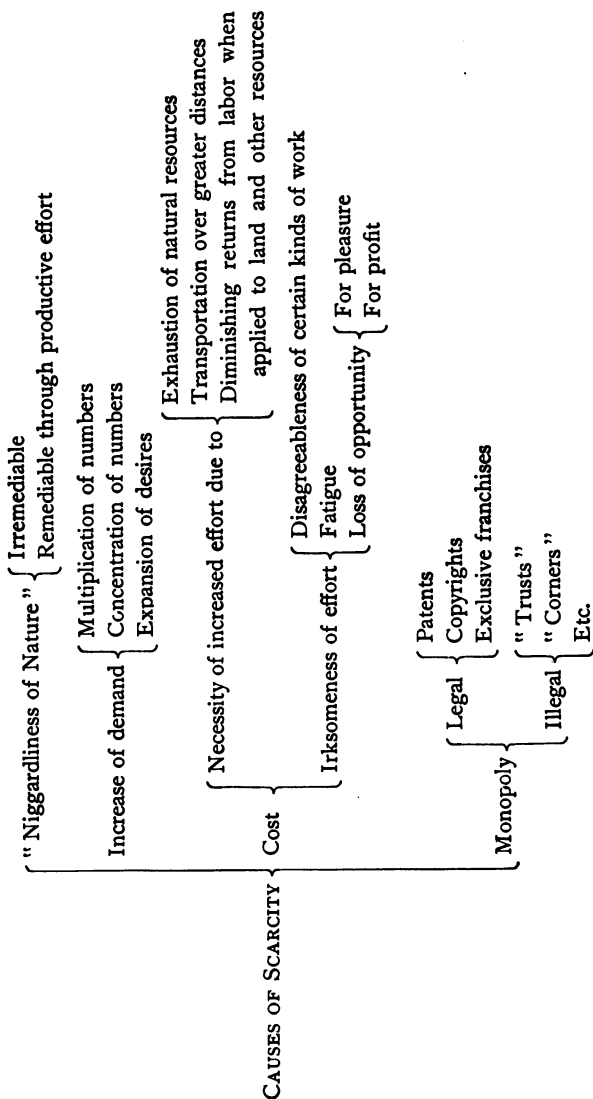 CAUSES OF SCARCITY
" Niggardliness of Nature "
Irremediable
Remediable through productive effort
Increase of demand
Multiplication of numbers
Concentration of numbers
Expansion of desires
Cost
Necessity of increased effort due to
Exhaustion of natural resources
Transportation over greater distances
Diminishing returns from labor when
applied to land and other resources
Irksomeness of effort
Disagreeableness of certain kinds of work
Fatigue
Loss of opportunity
For pleasure
For profit
Monopoly
Legal
Patents
Copyrights
Exclusive franchises
Illegal
" Trusts "
" Corners "
Etc.